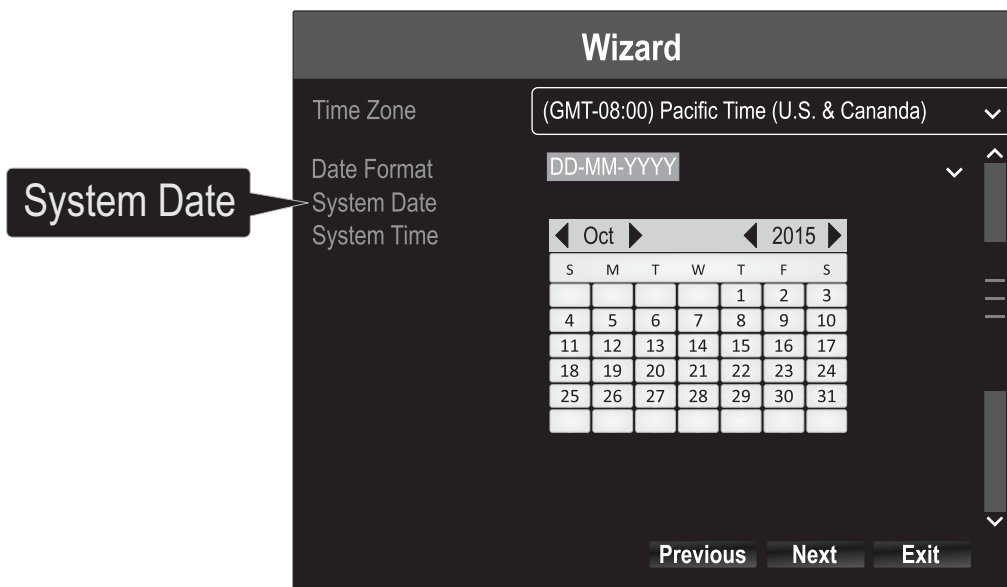 Wizard
Time Zone (GMT-08:00) Pacific Time (U.S. & Cananda)
Date Format DD-MM-YYYY
System Date System Date
System Time
Oct 2015
S M T W T F S
1 2 3
4 5 6 7 8 9 10
11 12 13 14 15 16 17
18 19 20 21 22 23 24
25 26 27 28 29 30 31
Previous Next Exit